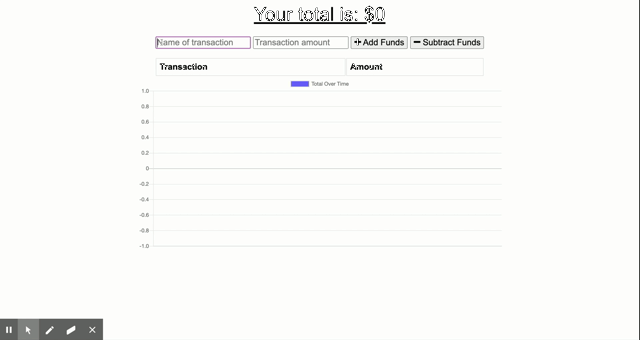 Your total is: $0
Name of transaction Transaction amount Add Funds Subtract Funds
Transaction Amount
Total Over Time
1.0
0.8
0.6
0.4
0.2
0
-0.2
-0.4
-0.6
-0.8
-1.0